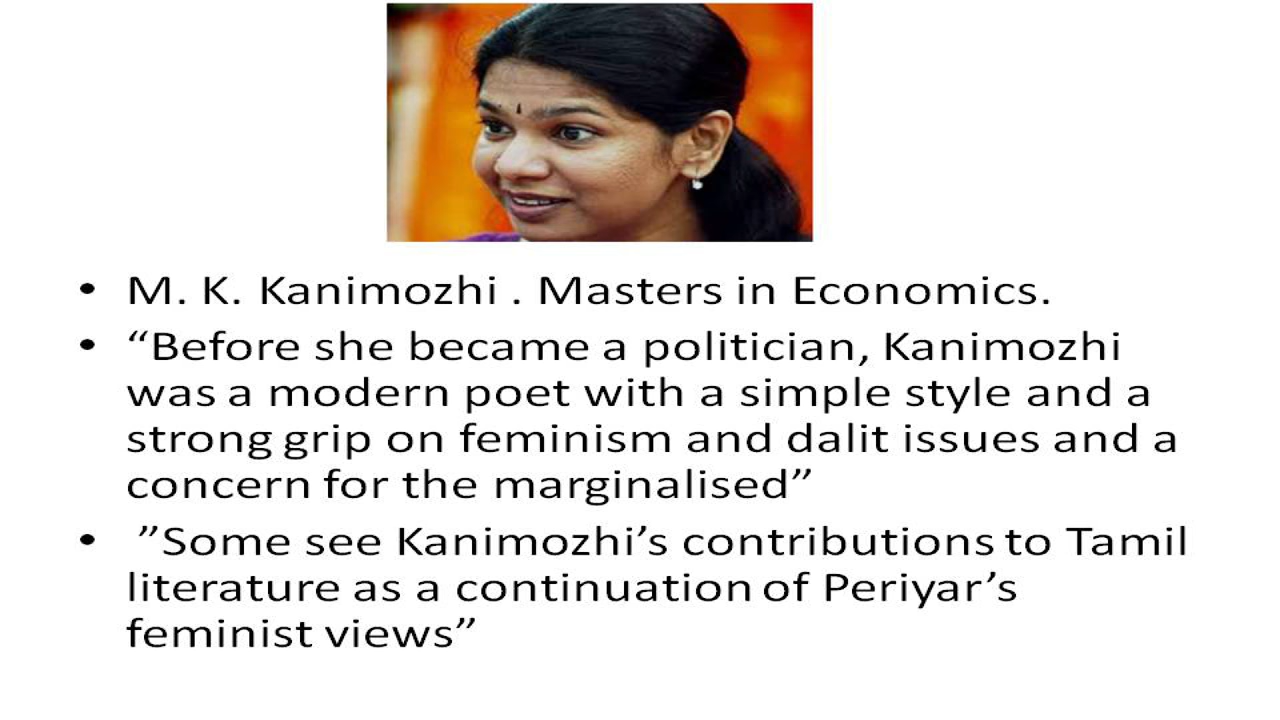 • M. K. Kanimozhi . Masters in Economics.
• “Before she became a politician, Kanimozhi
was a modern poet with a simple style and a
strong grip on feminism and dalit issues and a
concern for the marginalised”
• ”Some see Kanimozhi’s contributions to Tamil
literature as a continuation of Periyar’s
feminist views”